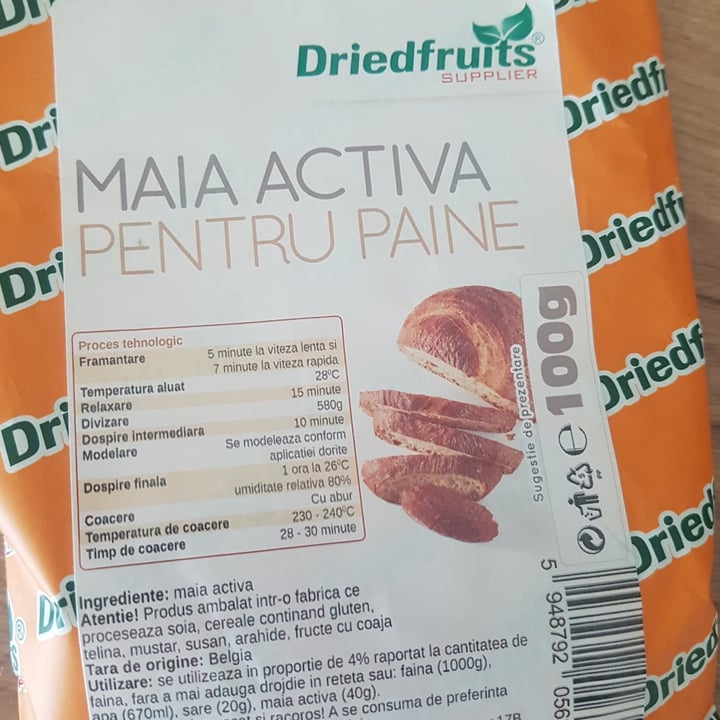 Driedfruits®
SUPPLIER
MAIA ACTIVA
PENTRU PAINE
Proces tehnologic
Framantare 5 minute la viteza lenta si
7 minute la viteza rapida
Temperatura aluat 28°C
Relaxare 15 minute
Divizare 580g
Dospire intermediara 10 minute
Modelare Se modeleaza conform
aplicatiei dorite
Dospire finala 1 ora la 26°C
umiditate relativa 80%
Coacere Cu abur
Temperatura de coacere 230 - 240°C
Timp de coacere 28 - 30 minute
Sugestie de prezentare
100g e
Ingrediente: maia activa
Atentie! Produs ambalat intr-o fabrica ce
proceseaza soia, cereale continand gluten,
telina, mustar, susan, arahide, fructe cu coaja
Tara de origine: Belgia
Utilizare: se utilizeaza in proportie de 4% raportat la cantitatea de
faina, fara a mai adauga drojdie in reteta sau: faina (1000g),
apa (670ml), sare (20g), maia activa (40g).
si racoros! A se consuma de preferinta
5 948792 056